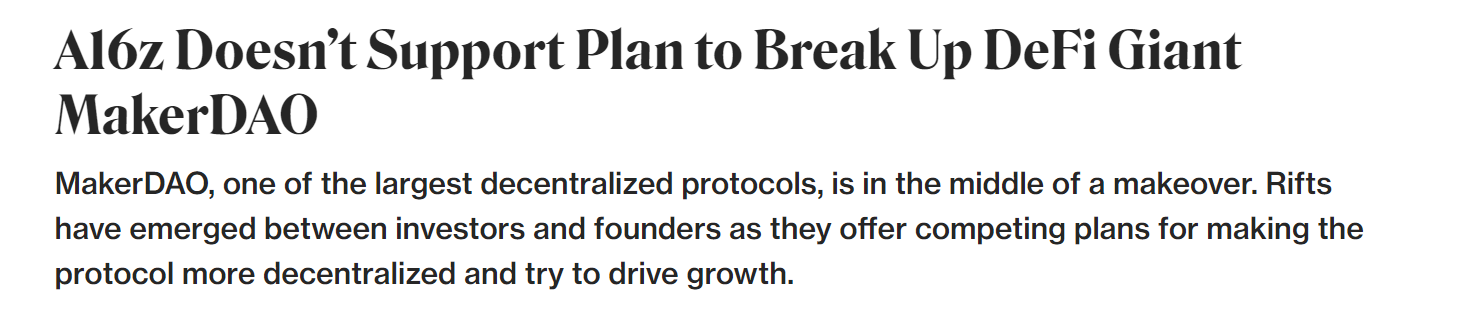 A16z Doesn’t Support Plan to Break Up DeFi Giant
MakerDAO
MakerDAO, one of the largest decentralized protocols, is in the middle of a makeover. Rifts
have emerged between investors and founders as they offer competing plans for making the
protocol more decentralized and try to drive growth.